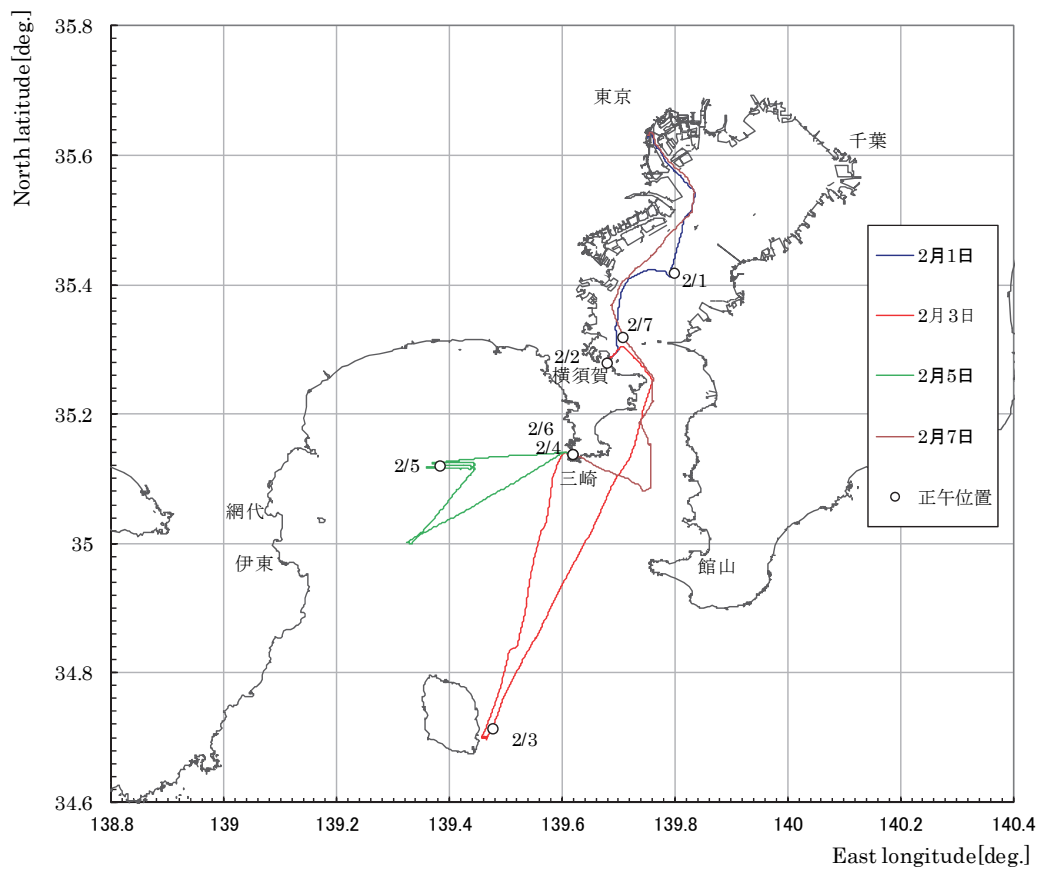 North latitude[deg.]
35.8
35.6
35.4
35.2
35
34.8
34.6
138.8
139
139.2
139.4
139.6
139.8
140
140.2
140.4
East longitude[deg.]
東京
千葉
2/1
2/7
2/2
横須賀
2/6
2/4
三崎
2/5
網代
伊東
館山
2/3
2月1日
2月3日
2月5日
2月7日
正午位置